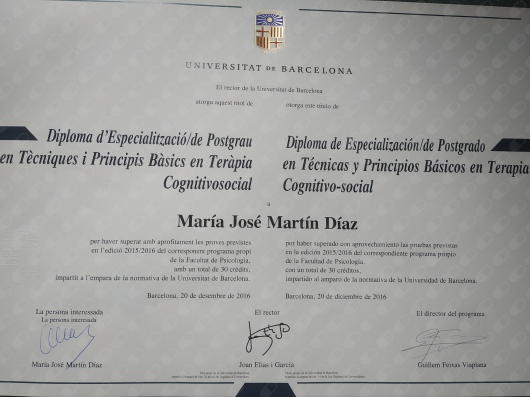 UNIVERSITAT DE BARCELONA
El rector de la Universitat de Barcelona
atorga aquest títol de
otorga este título de
Diploma d'Especialització/de Postgrau
en Tècniques i Principis Bàsics en Teràpia
Cognitivosocial
Diploma de Especialización/de Postgrado
en Técnicas y Principios Básicos en Terapia
Cognitivo-social
a
María José Martín Díaz
per haver superat amb aprofitament les proves previstes
en l'edició 2015/2016 del corresponent programa propi
de la Facultat de Psicologia,
amb un total de 30 crèdits,
impartit a l'empara de la normativa de la Universitat de Barcelona.
Barcelona, 20 de desembre de 2016
por haber superado con aprovechamiento las pruebas previstas
en la edición 2015/2016 del correspondiente programa propio
de la Facultad de Psicología,
con un total de 30 créditos,
impartido al amparo de la normativa de la Universidad de Barcelona.
Barcelona, 20 de diciembre de 2016
La persona interessada
La persona interesada
María José Martín Díaz
El rector
Joan Elias i Garcia
El director del programa
Guillem Feixas Viaplana